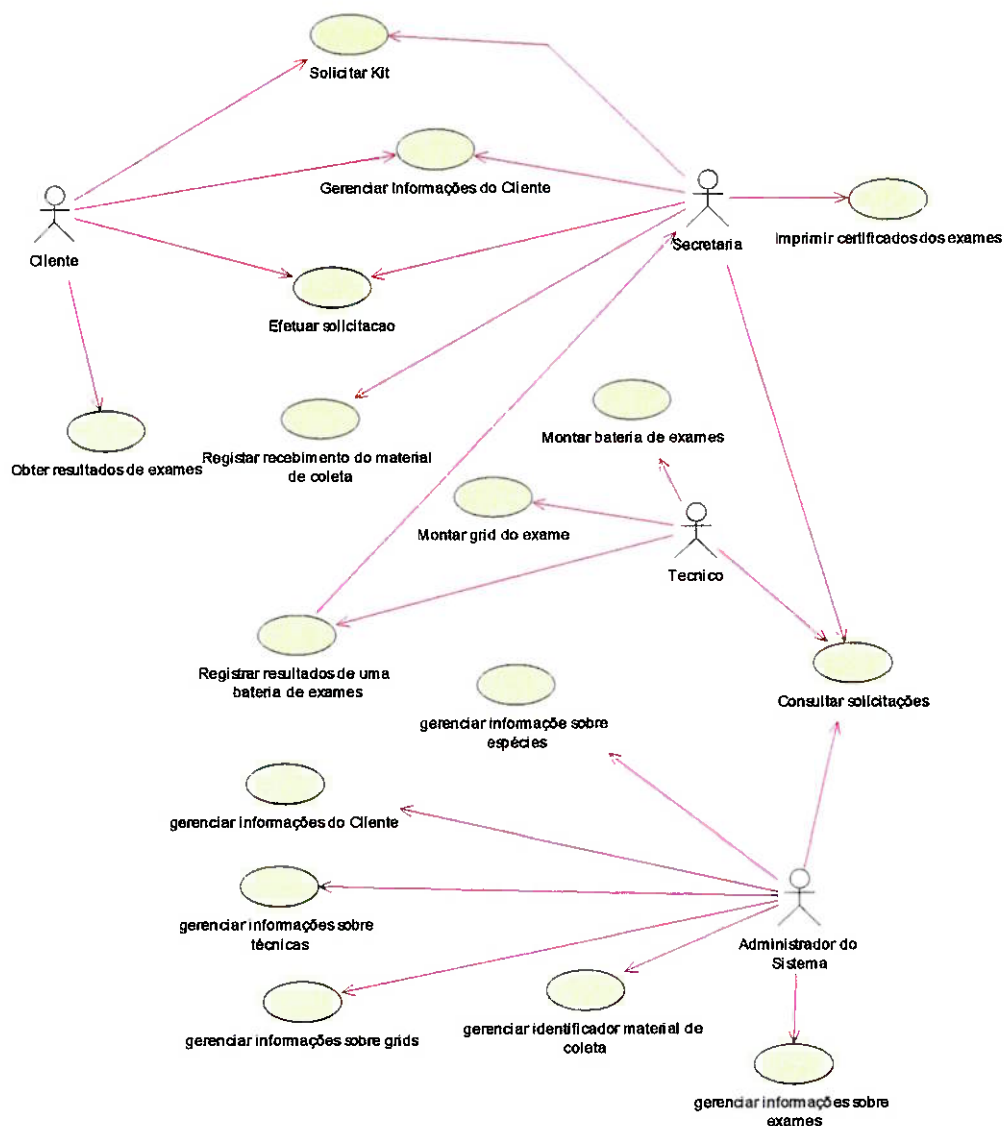 Solicitar Kit
Gerenciar Informações do Cliente
Cliente
Secretaria
Imprimir certificados dos exames
Efetuar solicitacao
Montar bateria de exames
Obter resultados de exames
Registar recebimento do material
de coleta
Montar grid do exame
Tecnico
Registrar resultados de uma
bateria de exames
Consultar solicitações
gerenciar informaçõe sobre
espécies
gerenciar informações do Cliente
gerenciar informações sobre
técnicas
Administrador do
Sistema
gerenciar informações sobre grids
gerenciar identificador material de
coleta
gerenciar informações sobre
exames